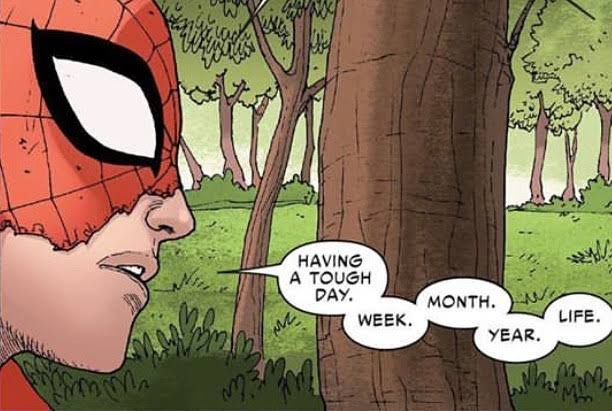 HAVING
A TOUGH
DAY.
WEEK.
MONTH.
YEAR.
LIFE.